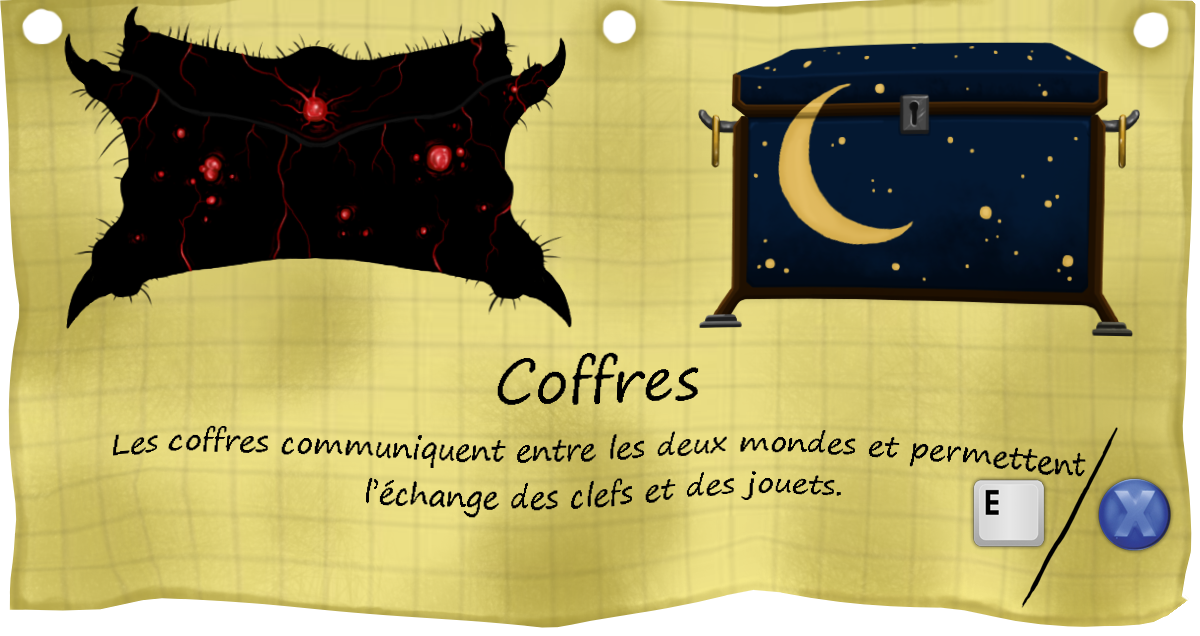 Coffres
Les coffres communiquent entre les deux mondes et permettent
l'échange des clefs et des jouets.
E / X